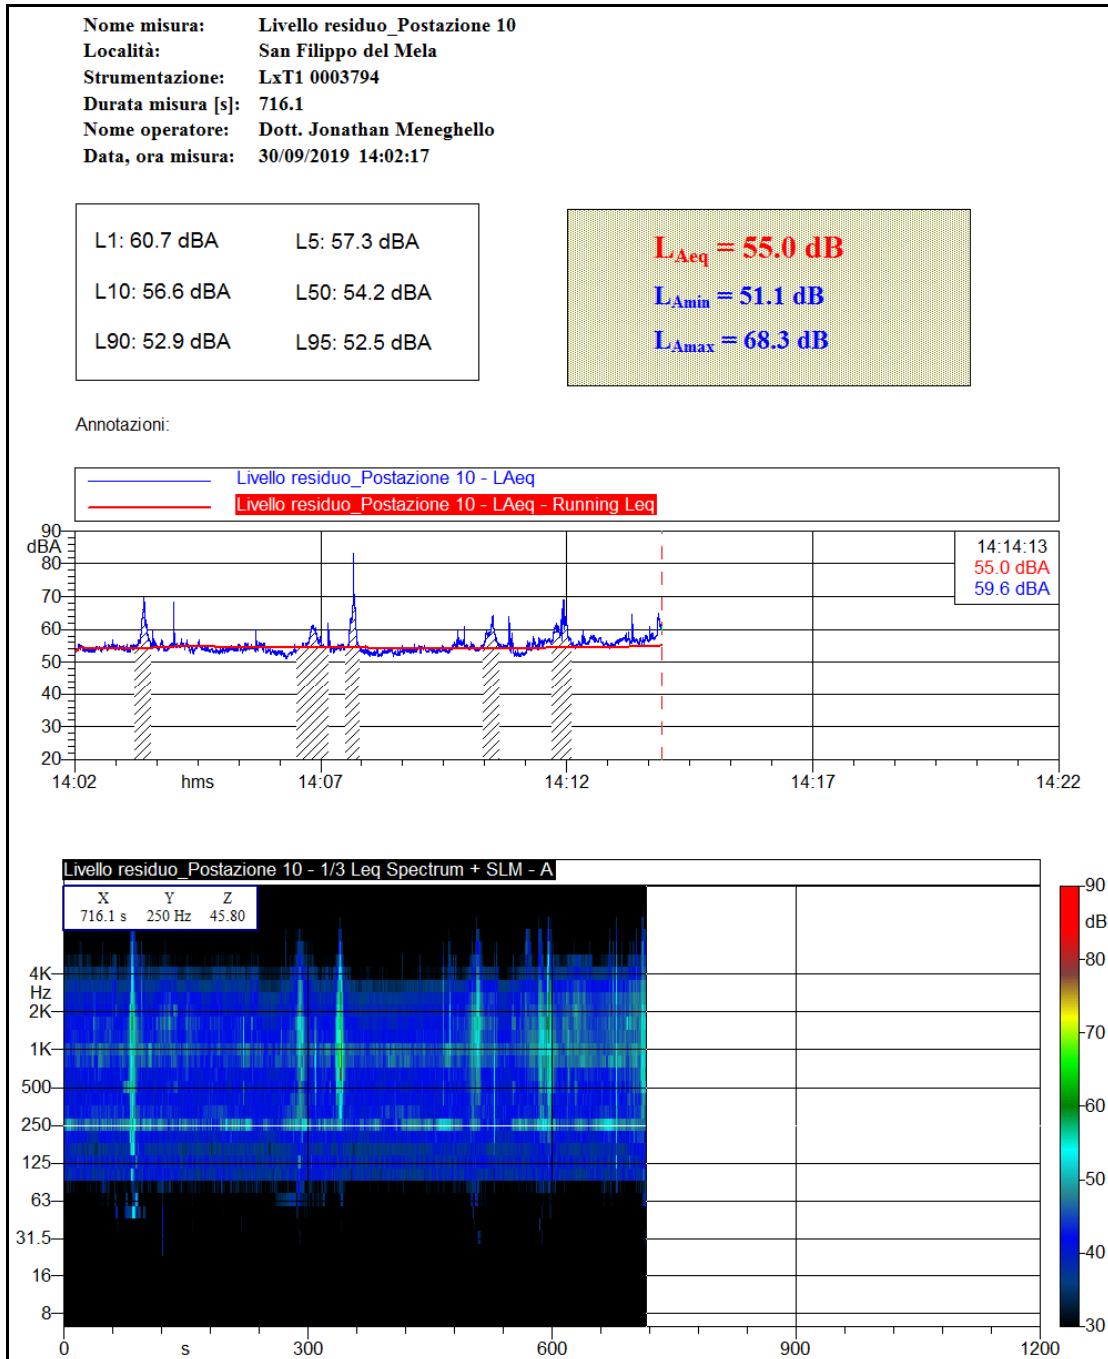 Nome misura: Livello residuo_Postazione 10
Località: San Filippo del Mela
Strumentazione: LxT1 0003794
Durata misura [s]: 716.1
Nome operatore: Dott. Jonathan Meneghello
Data, ora misura: 30/09/2019 14:02:17
L1: 60.7 dBA L5: 57.3 dBA
L10: 56.6 dBA L50: 54.2 dBA
L90: 52.9 dBA L95: 52.5 dBA
LAeq = 55.0 dB
LAmin = 51.1 dB
LAmax = 68.3 dB
Annotazioni:
Livello residuo_Postazione 10 - LAeq
Livello residuo_Postazione 10 - LAeq - Running Leq
90
dBA
80
70
60
50
40
30
20
14:14:13
55.0 dBA
59.6 dBA
14:02 hms 14:07 14:12 14:17 14:22
Livello residuo_Postazione 10 - 1/3 Leq Spectrum + SLM - A
X Y Z
716.1 s 250 Hz 45.80
4K
Hz
2K
1K
500
250
125
63
31.5
16
8
0 s 300 600 900 1200
90
dB
80
70
60
50
40
30